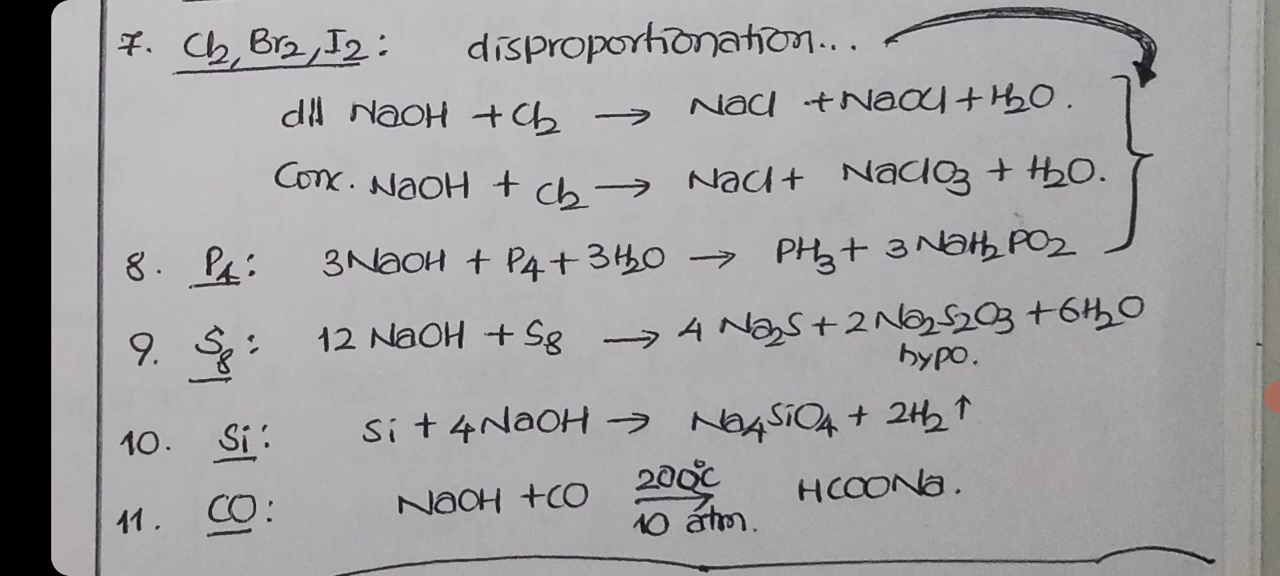 7. Cl₂, Br₂, I₂ : disproportionation...
dil NaOH + Cl₂ → NaCl + NaOCl + H₂O.
Conc. NaOH + Cl₂ → NaCl + NaClO₃ + H₂O.
8. P₄ : 3NaOH + P₄ + 3H₂O → PH₃ + 3NaH₂PO₂
9. S₈ : 12 NaOH + S₈ → 4 Na₂S + 2 Na₂S₂O₃ + 6H₂O
hypo.
10. Si : Si + 4NaOH → Na₄SiO₄ + 2H₂↑
11. CO : NaOH + CO 200°C → 10 atm. HCOONa.